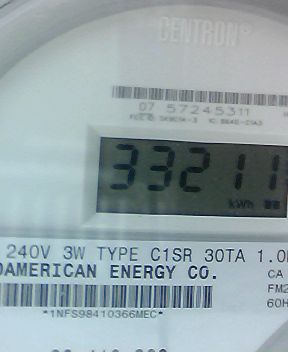 CENTRON®
07 57245311
33211
kWh
240V 3W TYPE C1SR 30TA 1.0
DAMERICAN ENERGY CO.
CA
FM2
60H
*1NFS98410366MEC*